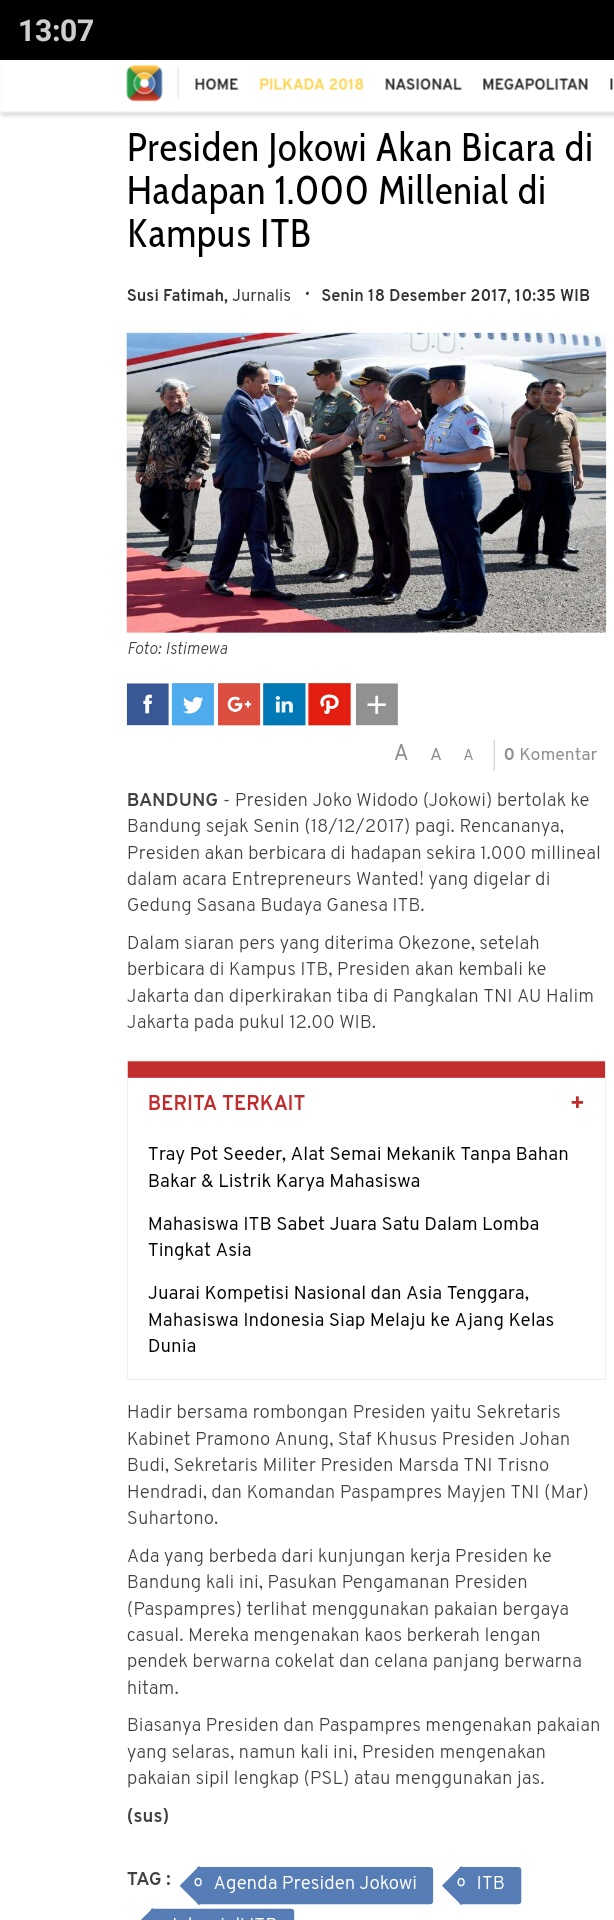 13:07
HOME PILKADA 2018 NASIONAL MEGAPOLITAN
Presiden Jokowi Akan Bicara di
Hadapan 1.000 Millenial di
Kampus ITB
Susi Fatimah, Jurnalis · Senin 18 Desember 2017, 10:35 WIB
Foto: Istimewa
A A A 0 Komentar
BANDUNG - Presiden Joko Widodo (Jokowi) bertolak ke
Bandung sejak Senin (18/12/2017) pagi. Rencananya,
Presiden akan berbicara di hadapan sekira 1.000 millineal
dalam acara Entrepreneurs Wanted! yang digelar di
Gedung Sasana Budaya Ganesa ITB.
Dalam siaran pers yang diterima Okezone, setelah
berbicara di Kampus ITB, Presiden akan kembali ke
Jakarta dan diperkirakan tiba di Pangkalan TNI AU Halim
Jakarta pada pukul 12.00 WIB.
BERITA TERKAIT +
Tray Pot Seeder, Alat Semai Mekanik Tanpa Bahan
Bakar & Listrik Karya Mahasiswa
Mahasiswa ITB Sabet Juara Satu Dalam Lomba
Tingkat Asia
Juarai Kompetisi Nasional dan Asia Tenggara,
Mahasiswa Indonesia Siap Melaju ke Ajang Kelas
Dunia
Hadir bersama rombongan Presiden yaitu Sekretaris
Kabinet Pramono Anung, Staf Khusus Presiden Johan
Budi, Sekretaris Militer Presiden Marsda TNI Trisno
Hendradi, dan Komandan Paspampres Mayjen TNI (Mar)
Suhartono.
Ada yang berbeda dari kunjungan kerja Presiden ke
Bandung kali ini, Pasukan Pengamanan Presiden
(Paspampres) terlihat menggunakan pakaian bergaya
casual. Mereka mengenakan kaos berkerah lengan
pendek berwarna cokelat dan celana panjang berwarna
hitam.
Biasanya Presiden dan Paspampres mengenakan pakaian
yang selaras, namun kali ini, Presiden mengenakan
pakaian sipil lengkap (PSL) atau menggunakan jas.
(sus)
TAG : Agenda Presiden Jokowi ITB